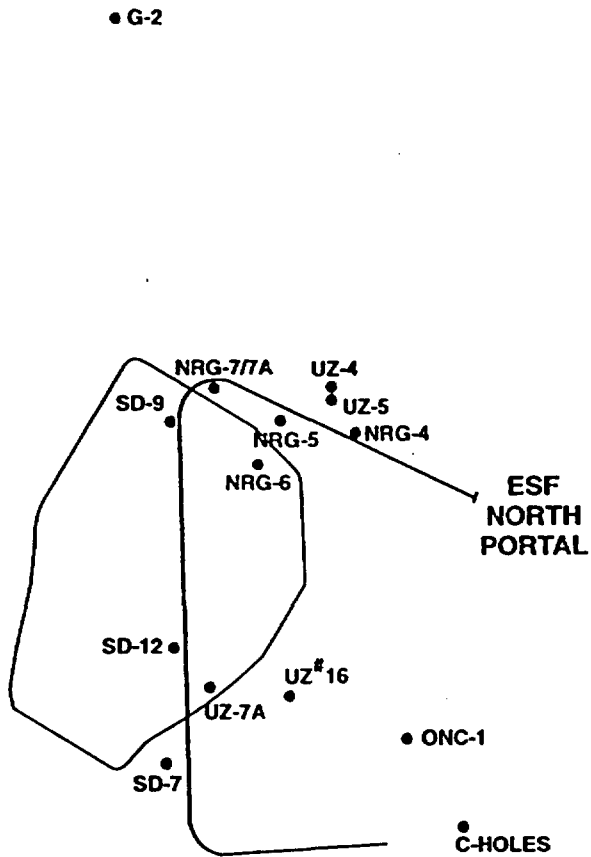 G-2
NRG-7/7A
UZ-4
SD-9
UZ-5
NRG-5
NRG-4
NRG-6
ESF
NORTH
PORTAL
SD-12
UZ#16
UZ-7A
ONC-1
SD-7
C-HOLES